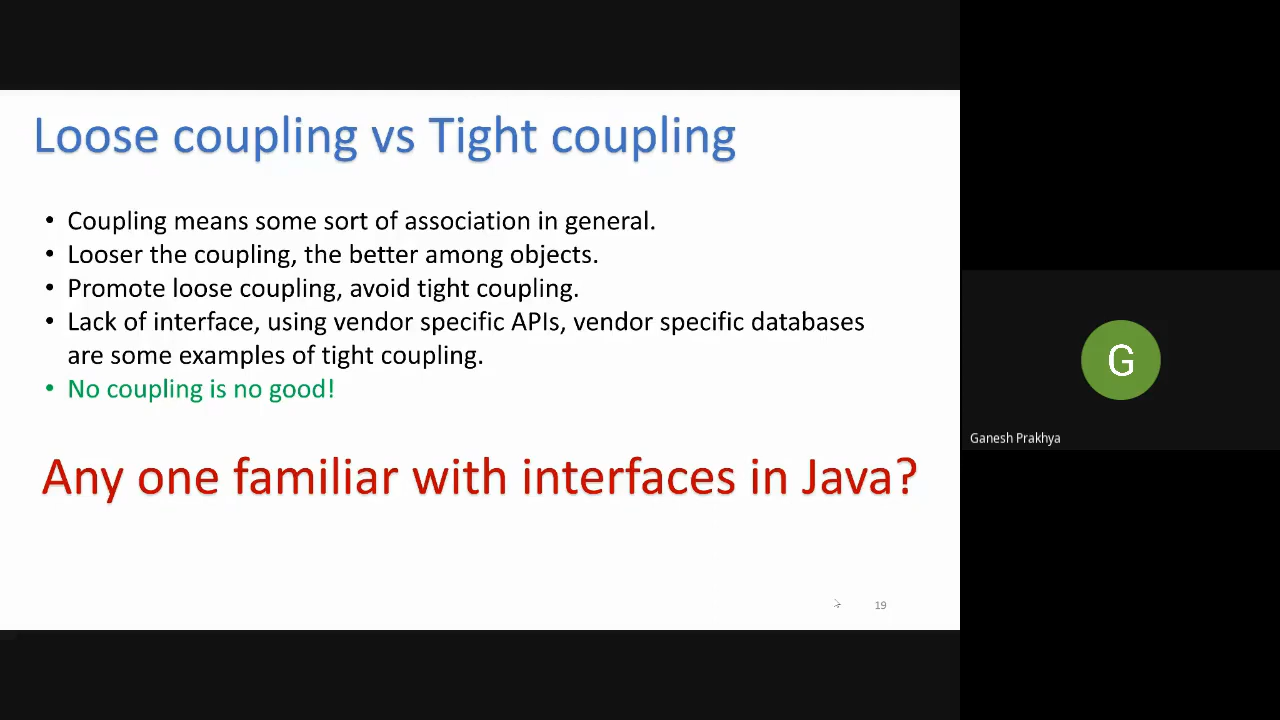 Loose coupling vs Tight coupling
• Coupling means some sort of association in general.
• Looser the coupling, the better among objects.
• Promote loose coupling, avoid tight coupling.
• Lack of interface, using vendor specific APIs, vendor specific databases
are some examples of tight coupling.
• No coupling is no good!
Any one familiar with interfaces in Java?
19
G
Ganesh Prakhya